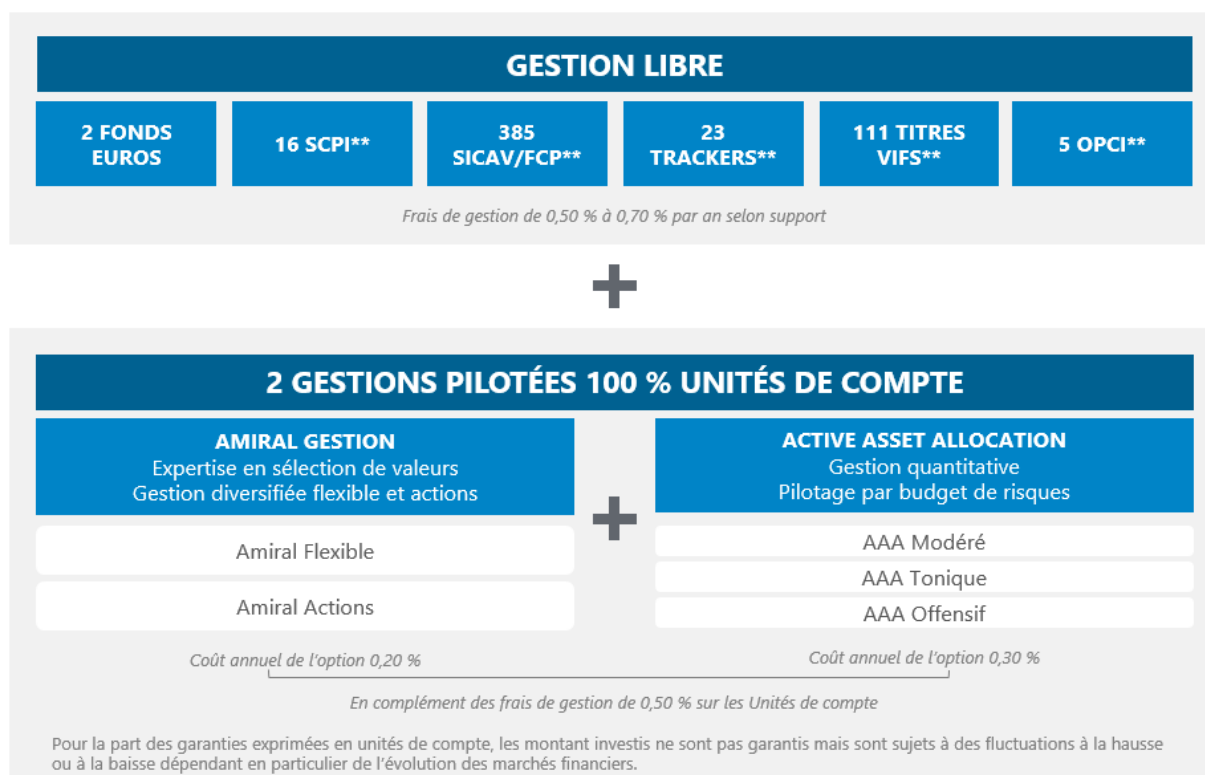 GESTION LIBRE
2 FONDS
EUROS
16 SCPI**
385
SICAV/FCP**
23
TRACKERS**
111 TITRES
VIFS**
5 OPCI**
Frais de gestion de 0,50 % à 0,70 % par an selon support
+
2 GESTIONS PILOTÉES 100 % UNITÉS DE COMPTE
AMIRAL GESTION
Expertise en sélection de valeurs
Gestion diversifiée flexible et actions
Amiral Flexible
Amiral Actions
Coût annuel de l'option 0,20 %
+
ACTIVE ASSET ALLOCATION
Gestion quantitative
Pilotage par budget de risques
AAA Modéré
AAA Tonique
AAA Offensif
Coût annuel de l'option 0,30 %
En complément des frais de gestion de 0,50 % sur les Unités de compte
Pour la part des garanties exprimées en unités de compte, les montant investis ne sont pas garantis mais sont sujets à des fluctuations à la hausse
ou à la baisse dépendant en particulier de l'évolution des marchés financiers.